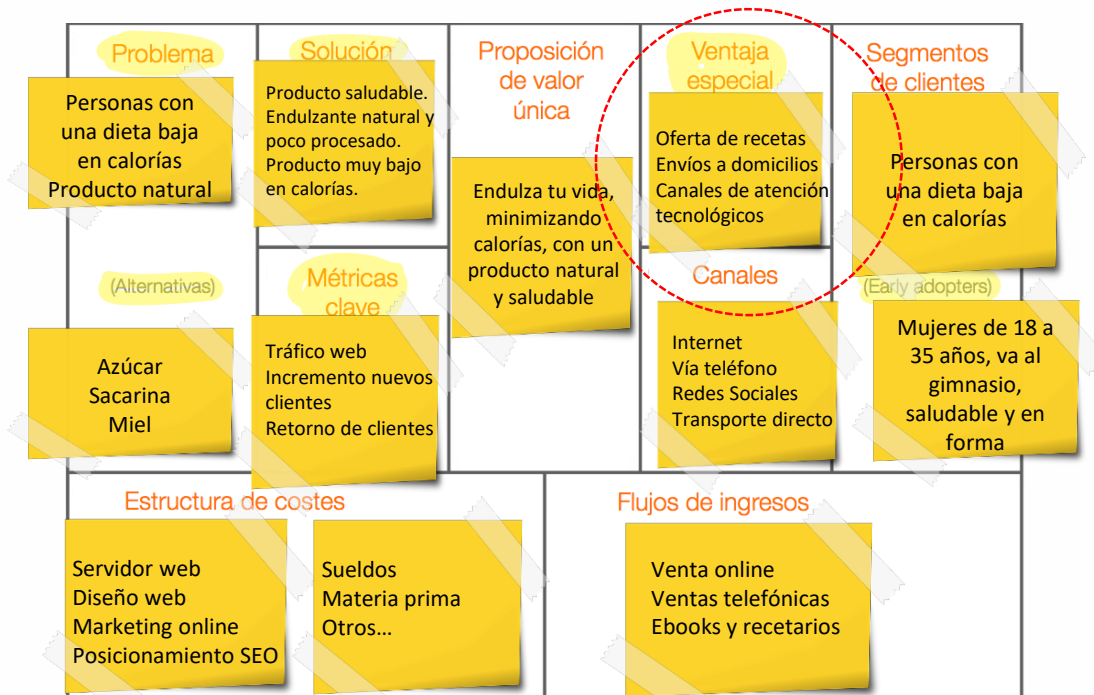 Problema
Personas con
una dieta baja
en calorías
Producto natural
(Alternativas)
Azúcar
Sacarina
Miel
Solución
Producto saludable.
Endulzante natural y
poco procesado.
Producto muy bajo
en calorías.
Métricas
clave
Tráfico web
Incremento nuevos
clientes
Retorno de clientes
Proposición
de valor
única
Endulza tu vida,
minimizando
calorías, con un
producto natural
y saludable
Ventaja
especial
Oferta de recetas
Envíos a domicilios
Canales de atención
tecnológicos
Canales
Internet
Vía teléfono
Redes Sociales
Transporte directo
Segmentos
de clientes
Personas con
una dieta baja
en calorías
(Early adopters)
Mujeres de 18 a
35 años, va al
gimnasio,
saludable y en
forma
Estructura de costes
Servidor web
Diseño web
Marketing online
Posicionamiento SEO
Sueldos
Materia prima
Otros…
Flujos de ingresos
Venta online
Ventas telefónicas
Ebooks y recetarios